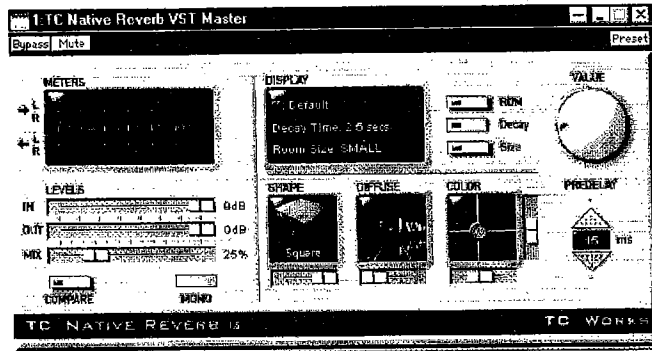 1:TC Native Reverb VST Master
Bypass Mute
Preset
METERS
L
R
L
R
DISPLAY
Default
Decay Time: 2.5 secs
Room Size: SMALL
RUN
Decay
Size
VALUE
LEVELS
IN 0dB
OUT 0dB
MIX 25%
COMPARE
MONO
SHAPE
Square
DIFFUSE
COLOR
PREDELAY
15 ms
TC NATIVE REVERB
TC WORKS